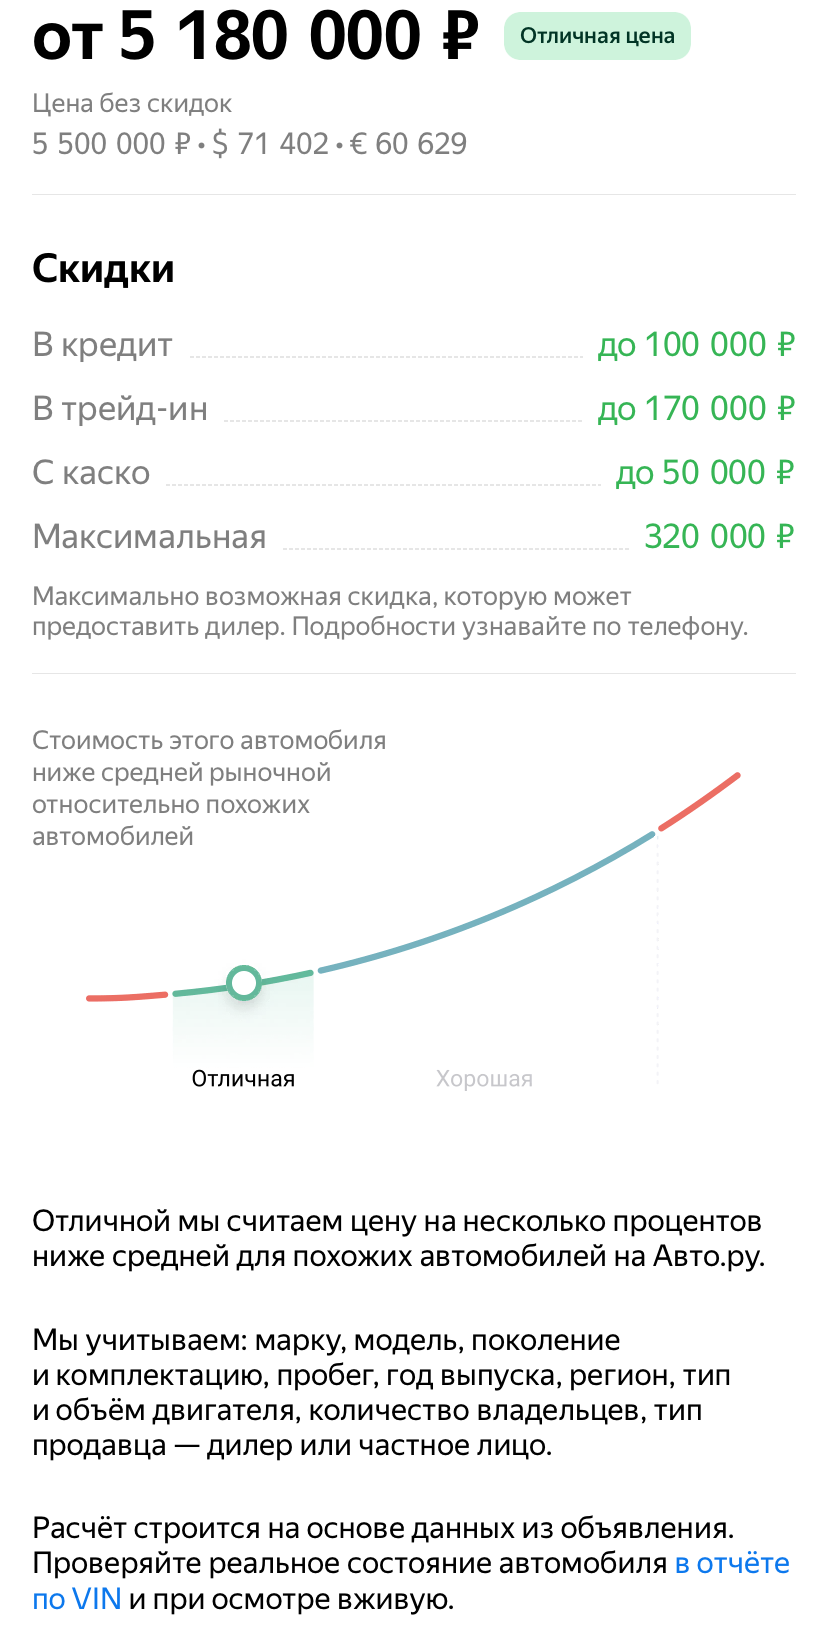 от 5 180 000 ₽ Отличная цена
Цена без скидок
5 500 000 ₽ • $ 71 402 • € 60 629
Скидки
В кредит до 100 000 ₽
В трейд-ин до 170 000 ₽
С каско до 50 000 ₽
Максимальная 320 000 ₽
Максимально возможная скидка, которую может
предоставить дилер. Подробности узнавайте по телефону.
Стоимость этого автомобиля
ниже средней рыночной
относительно похожих
автомобилей
Отличная Хорошая
Отличной мы считаем цену на несколько процентов
ниже средней для похожих автомобилей на Авто.ру.
Мы учитываем: марку, модель, поколение
и комплектацию, пробег, год выпуска, регион, тип
и объём двигателя, количество владельцев, тип
продавца — дилер или частное лицо.
Расчёт строится на основе данных из объявления.
Проверяйте реальное состояние автомобиля в отчёте
по VIN и при осмотре вживую.